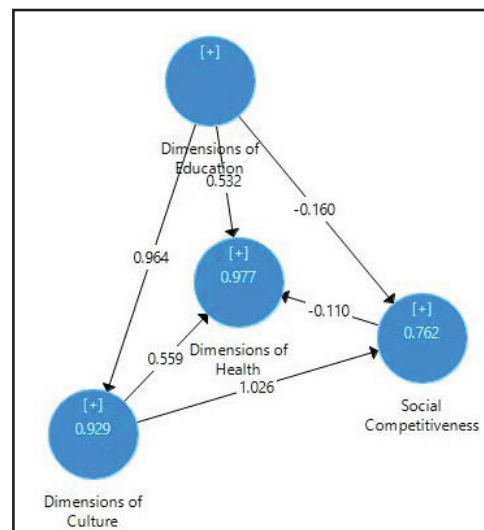 [+]
Dimensions of
Education
0.532
-0.160
0.964
[+]
0.977
-0.110
[+]
0.762
Dimensions of
Health
0.559
1.026
Social
Competitiveness
[+]
0.929
Dimensions of
Culture